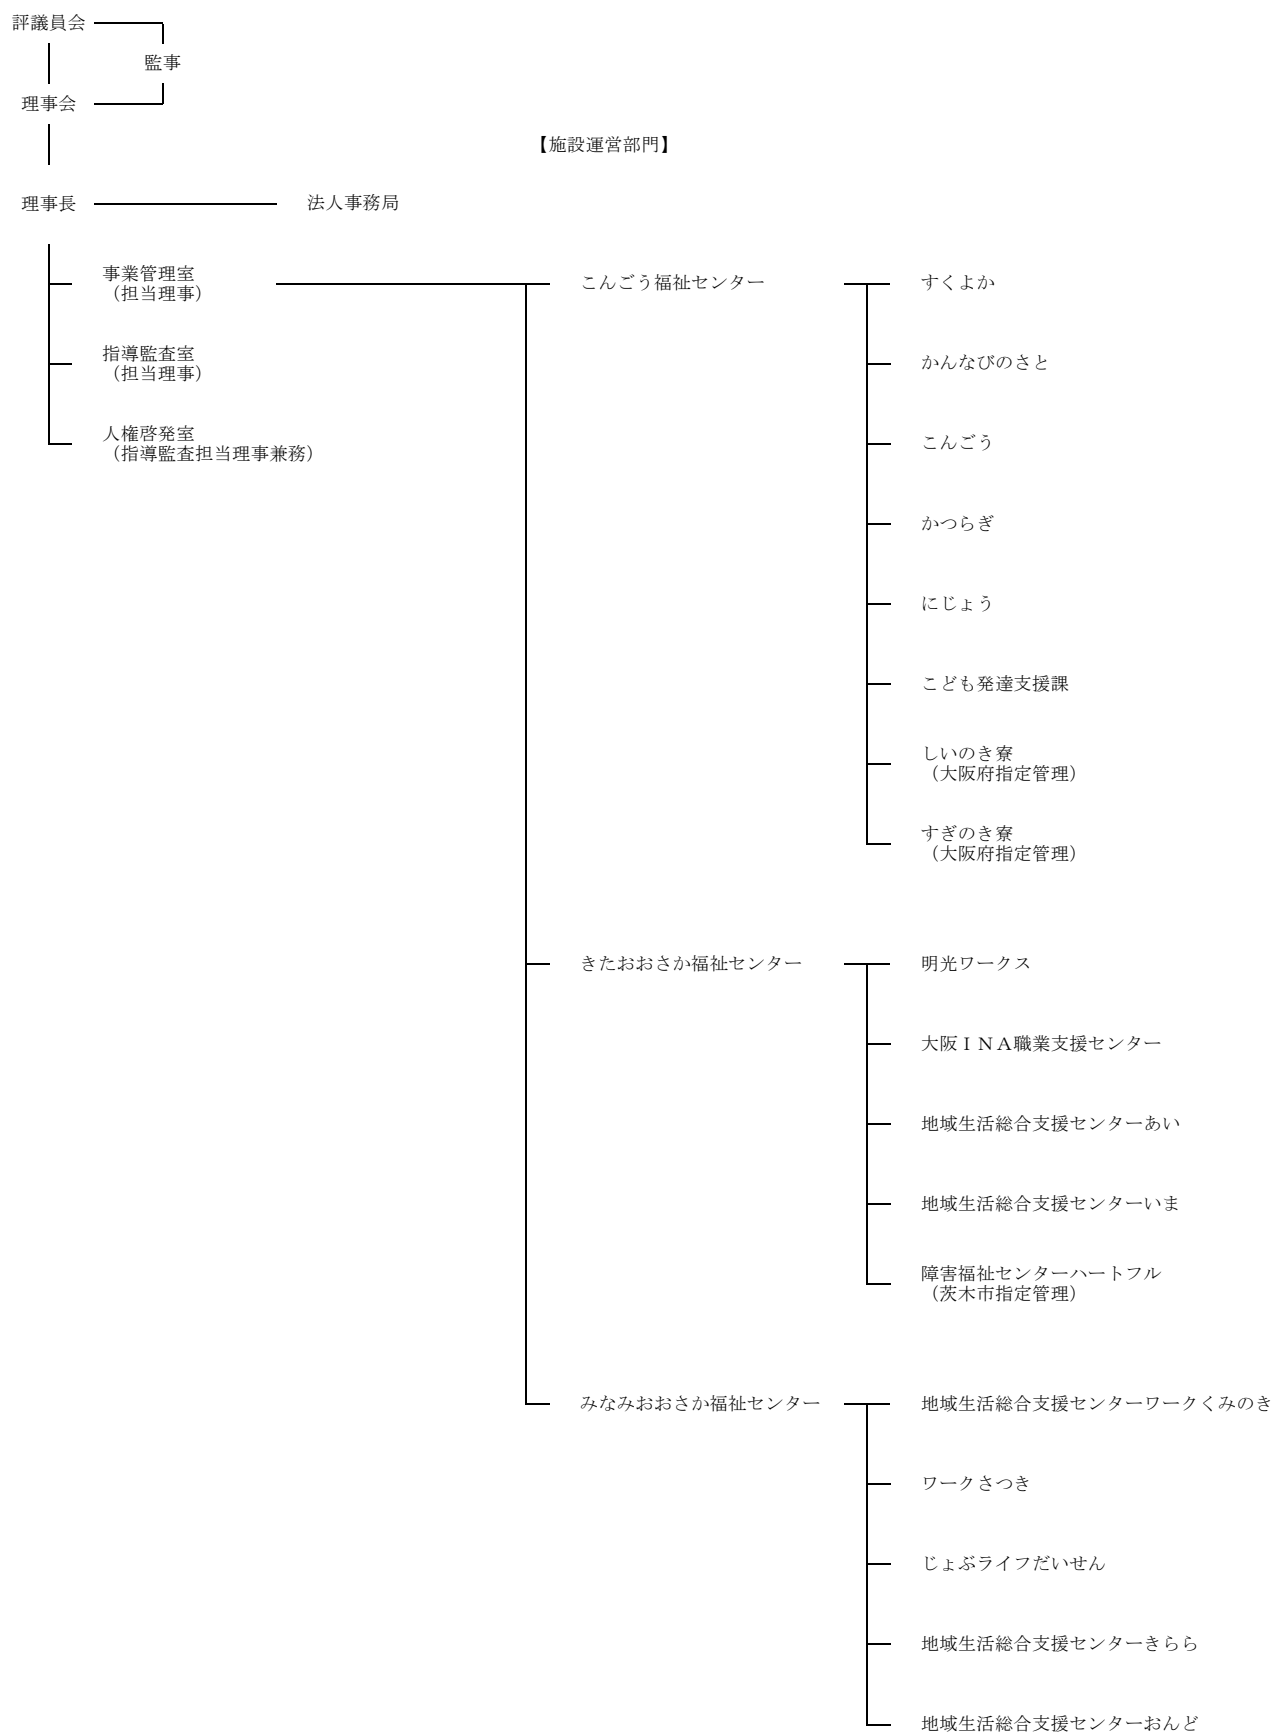 評議員会
監事
理事会
【施設運営部門】
理事長
法人事務局
事業管理室
（担当理事）
こんごう福祉センター
すくよか
指導監査室
（担当理事）
かんなびのさと
人権啓発室
（指導監査担当理事兼務）
こんごう
かつらぎ
にじょう
こども発達支援課
しいのき寮
（大阪府指定管理）
すぎのき寮
（大阪府指定管理）
きたおおさか福祉センター
明光ワークス
大阪ＩＮＡ職業支援センター
地域生活総合支援センターあい
地域生活総合支援センターいま
障害福祉センターハートフル
（茨木市指定管理）
みなみおおさか福祉センター
地域生活総合支援センターワークくみのき
ワークさつき
じょぶライフだいせん
地域生活総合支援センターきらら
地域生活総合支援センターおんど